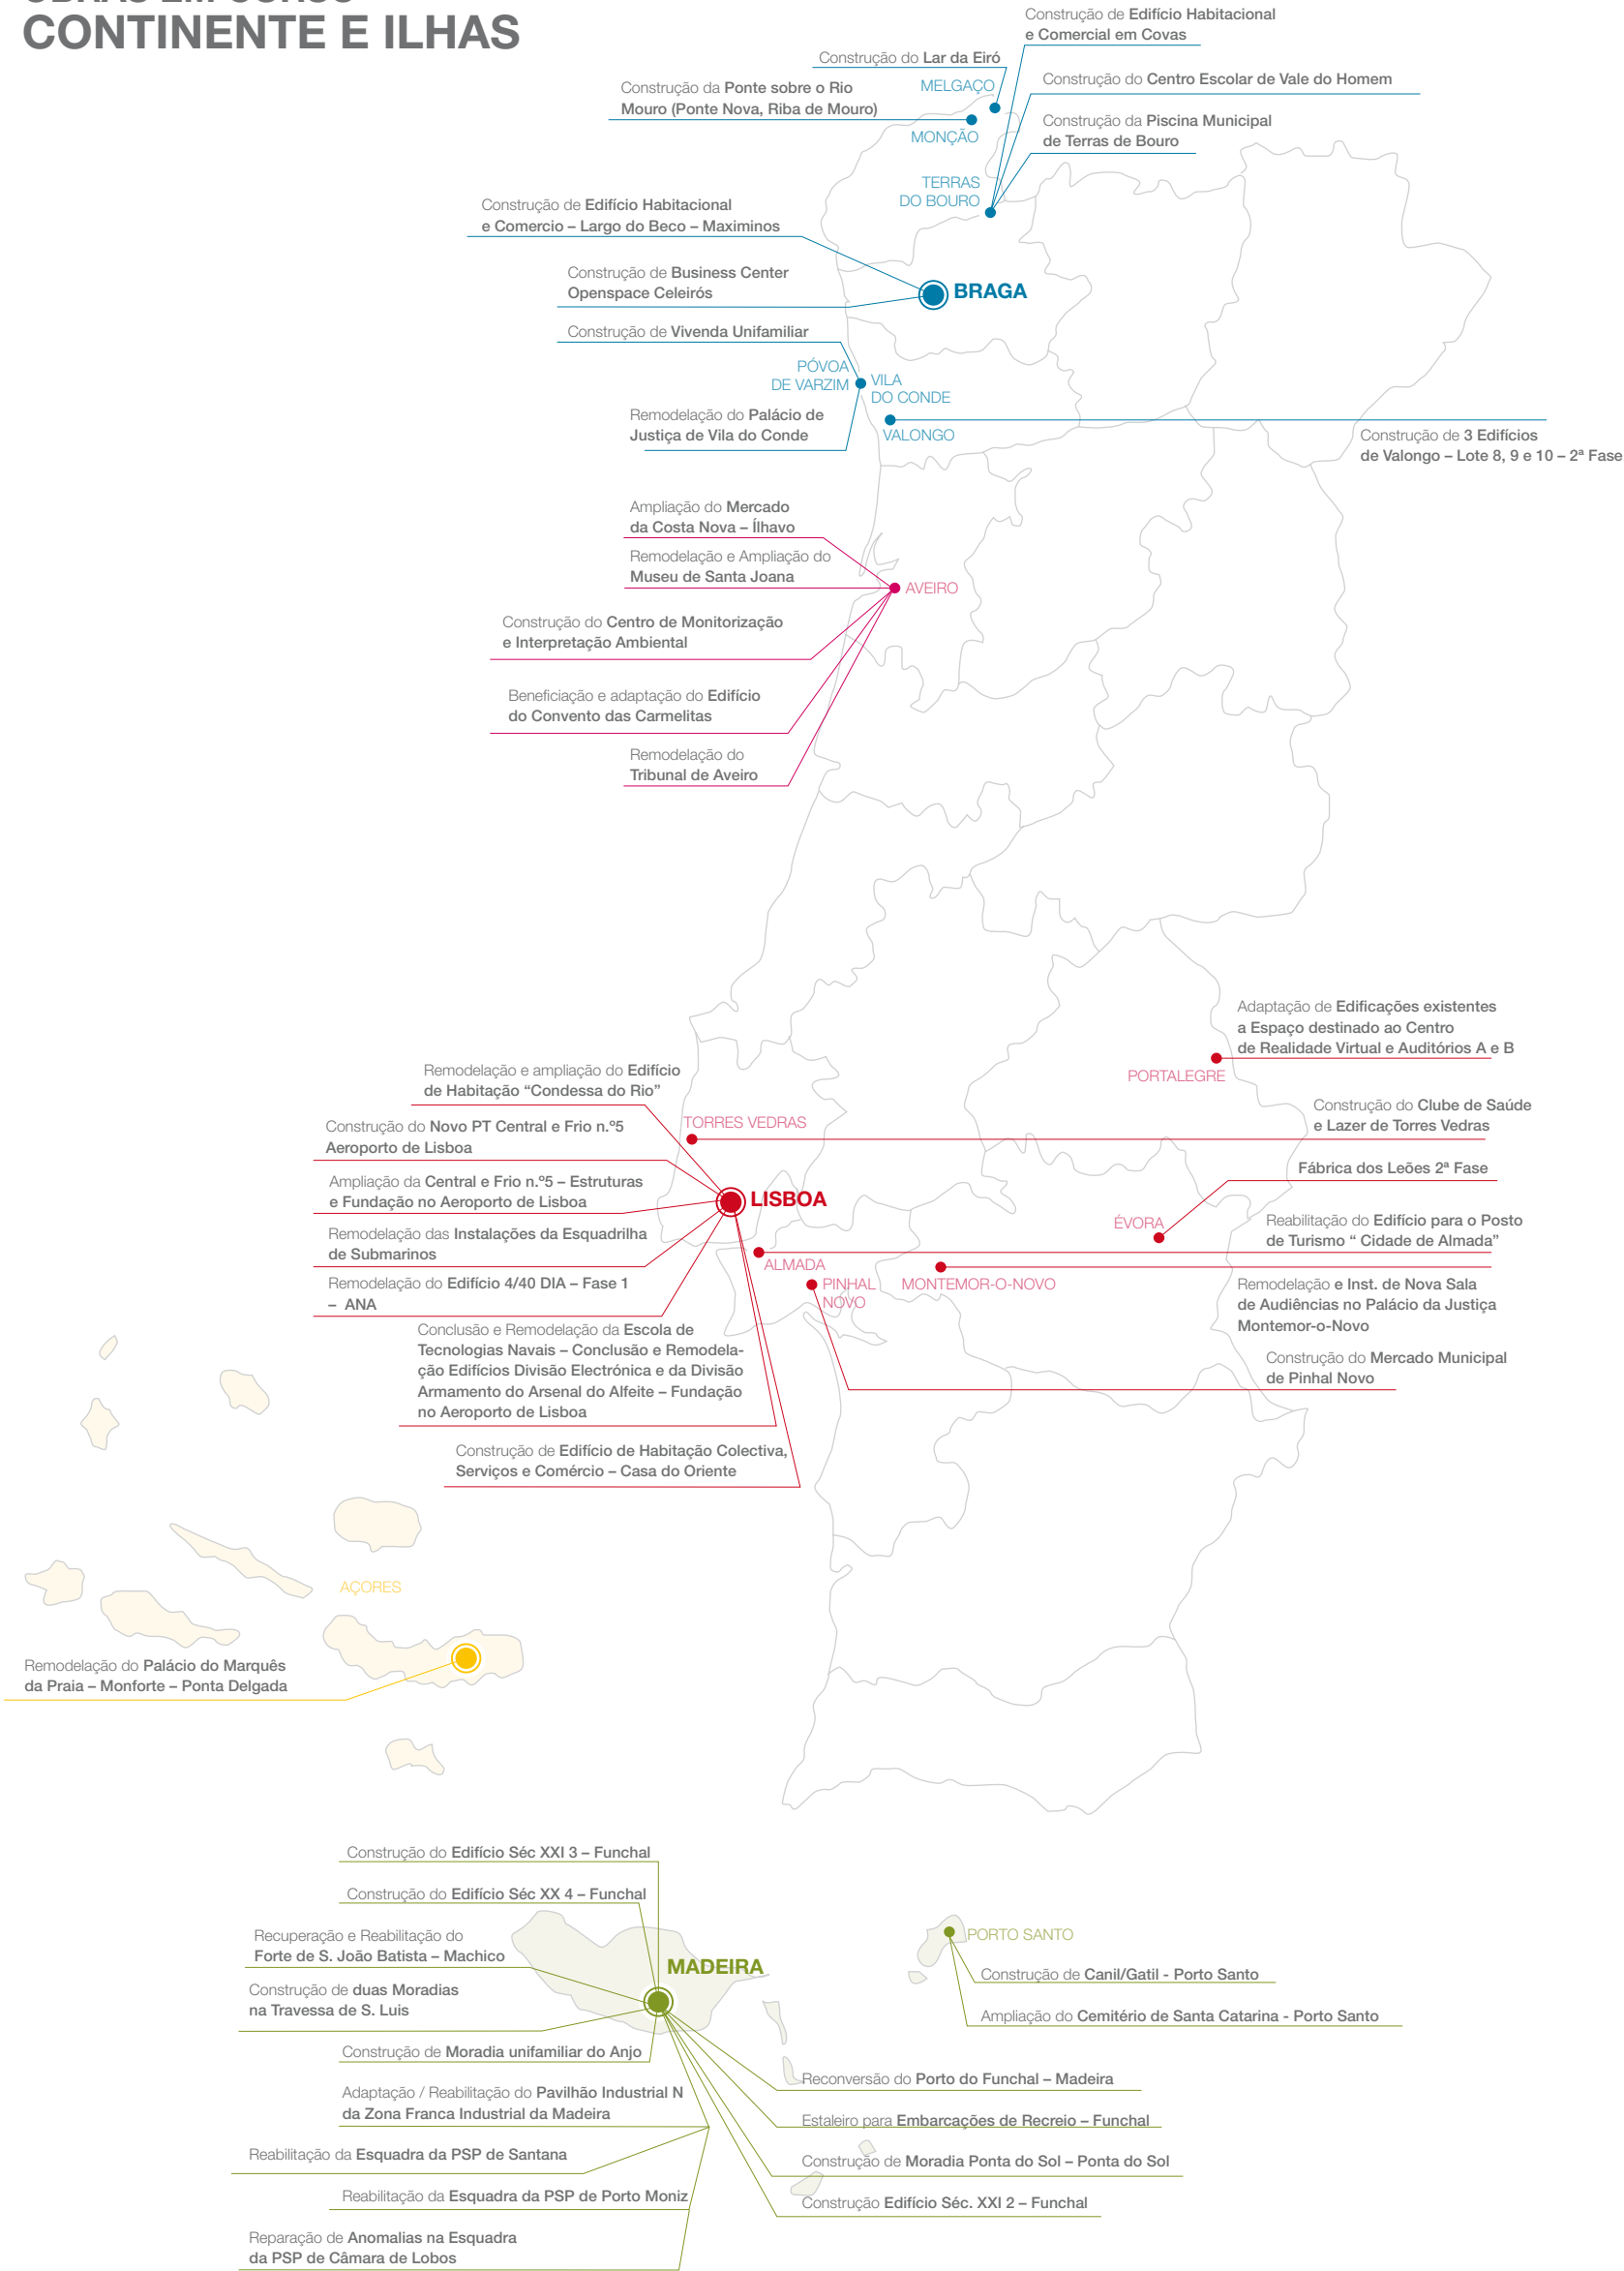 OBRAS EM CURSO
CONTINENTE E ILHAS
Construção de Edifício Habitacional
e Comercial em Covas
Construção do Lar da Eiró
MELGAÇO
Construção do Centro Escolar de Vale do Homem
Construção da Ponte sobre o Rio
Mouro (Ponte Nova, Riba de Mouro)
MONÇÃO
Construção da Piscina Municipal
de Terras de Bouro
TERRAS
DO BOURO
Construção de Edifício Habitacional
e Comercio – Largo do Beco – Maximinos
Construção de Business Center
Openspace Celeirós
BRAGA
Construção de Vivenda Unifamiliar
PÓVOA
DE VARZIM
VILA
DO CONDE
Remodelação do Palácio de
Justiça de Vila do Conde
VALONGO
Construção de 3 Edifícios
de Valongo – Lote 8, 9 e 10 – 2ª Fase
Ampliação do Mercado
da Costa Nova – Ílhavo
Remodelação e Ampliação do
Museu de Santa Joana
AVEIRO
Construção do Centro de Monitorização
e Interpretação Ambiental
Beneficiação e adaptação do Edifício
do Convento das Carmelitas
Remodelação do
Tribunal de Aveiro
Adaptação de Edificações existentes
a Espaço destinado ao Centro
de Realidade Virtual e Auditórios A e B
PORTALEGRE
Remodelação e ampliação do Edifício
de Habitação “Condessa do Rio”
TORRES VEDRAS
Construção do Clube de Saúde
e Lazer de Torres Vedras
Construção do Novo PT Central e Frio n.º5
Aeroporto de Lisboa
Fábrica dos Leões 2ª Fase
Ampliação da Central e Frio n.º5 – Estruturas
e Fundação no Aeroporto de Lisboa
LISBOA
ÉVORA
Reabilitação do Edifício para o Posto
de Turismo “ Cidade de Almada”
Remodelação das Instalações da Esquadrilha
de Submarinos
ALMADA
Remodelação do Edifício 4/40 DIA – Fase 1
– ANA
PINHAL
NOVO
MONTEMOR-O-NOVO
Remodelação e Inst. de Nova Sala
de Audiências no Palácio da Justiça
Montemor-o-Novo
Conclusão e Remodelação da Escola de
Tecnologias Navais – Conclusão e Remodela-
ção Edifícios Divisão Electrónica e da Divisão
Armamento do Arsenal do Alfeite – Fundação
no Aeroporto de Lisboa
Construção do Mercado Municipal
de Pinhal Novo
Construção de Edifício de Habitação Colectiva,
Serviços e Comércio – Casa do Oriente
AÇORES
Remodelação do Palácio do Marquês
da Praia – Monforte – Ponta Delgada
Construção do Edifício Séc XXI 3 – Funchal
Construção do Edifício Séc XX 4 – Funchal
Recuperação e Reabilitação do
Forte de S. João Batista – Machico
MADEIRA
PORTO SANTO
Construção de Canil/Gatil - Porto Santo
Construção de duas Moradias
na Travessa de S. Luis
Ampliação do Cemitério de Santa Catarina - Porto Santo
Construção de Moradia unifamiliar do Anjo
Reconversão do Porto do Funchal – Madeira
Adaptação / Reabilitação do Pavilhão Industrial N
da Zona Franca Industrial da Madeira
Estaleiro para Embarcações de Recreio – Funchal
Reabilitação da Esquadra da PSP de Santana
Construção de Moradia Ponta do Sol – Ponta do Sol
Reabilitação da Esquadra da PSP de Porto Moniz
Construção Edifício Séc. XXI 2 – Funchal
Reparação de Anomalias na Esquadra
da PSP de Câmara de Lobos